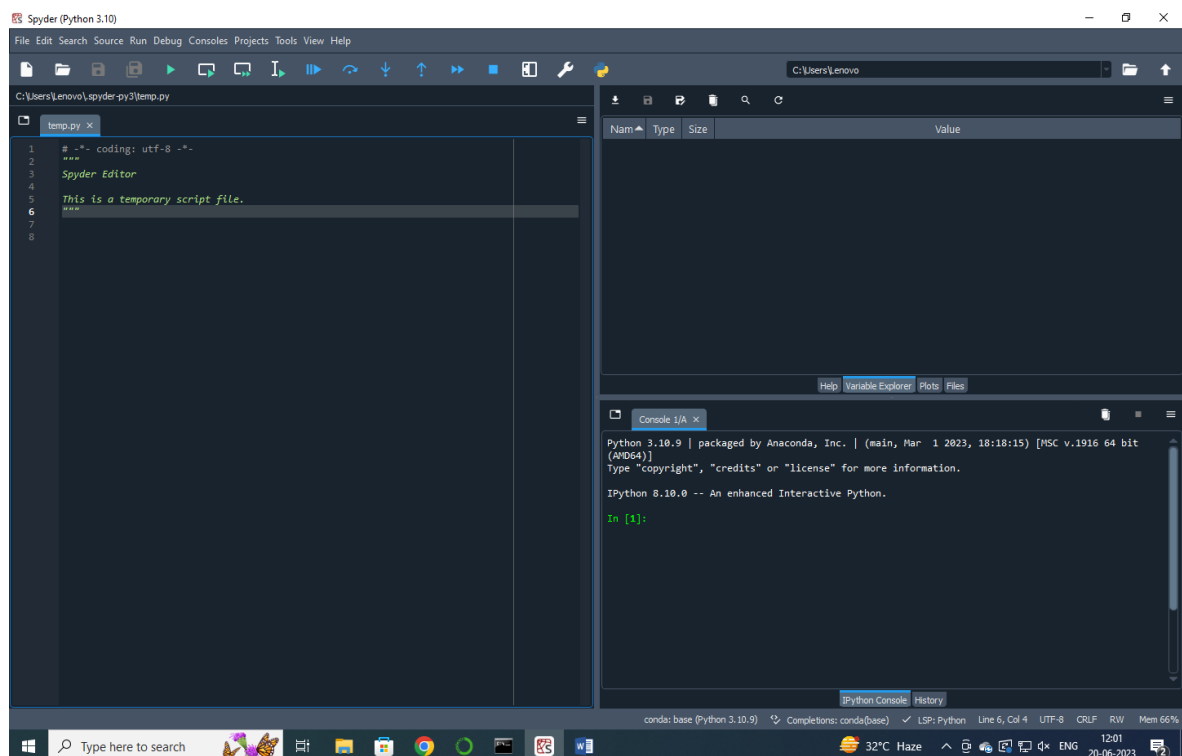 Spyder (Python 3.10)
File Edit Search Source Run Debug Consoles Projects Tools View Help
C:\Users\Lenovo
C:\Users\Lenovo\.spyder-py3\temp.py
temp.py
1 # -*- coding: utf-8 -*-
2 """
3 Spyder Editor
4
5 This is a temporary script file.
6 """
7
8
Nam Type Size Value
Help Variable Explorer Plots Files
Console 1/A
Python 3.10.9 | packaged by Anaconda, Inc. | (main, Mar 1 2023, 18:18:15) [MSC v.1916 64 bit
(AMD64)]
Type "copyright", "credits" or "license" for more information.
IPython 8.10.0 -- An enhanced Interactive Python.
In [1]:
IPython Console History
conda: base (Python 3.10.9) Completions: conda(base) LSP: Python Line 6, Col 4 UTF-8 CRLF RW Mem 66%
Type here to search
32°C Haze ENG
12:01
20-06-2023
2